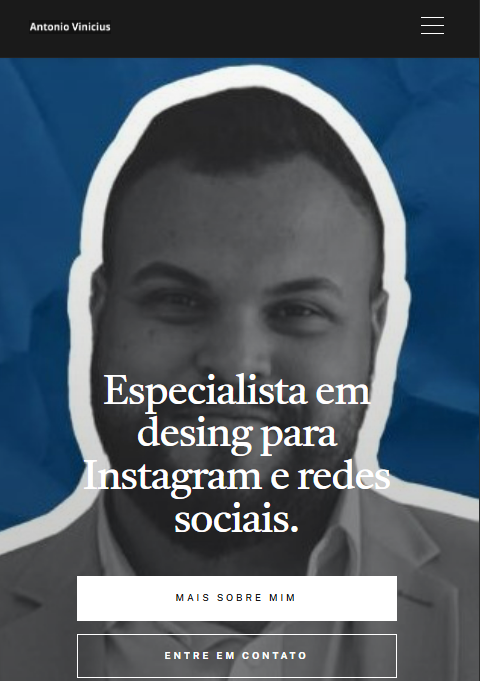 Antonio Vinicius
Especialista em
desing para
Instagram e redes
sociais.
MAIS SOBRE MIM
ENTRE EM CONTATO